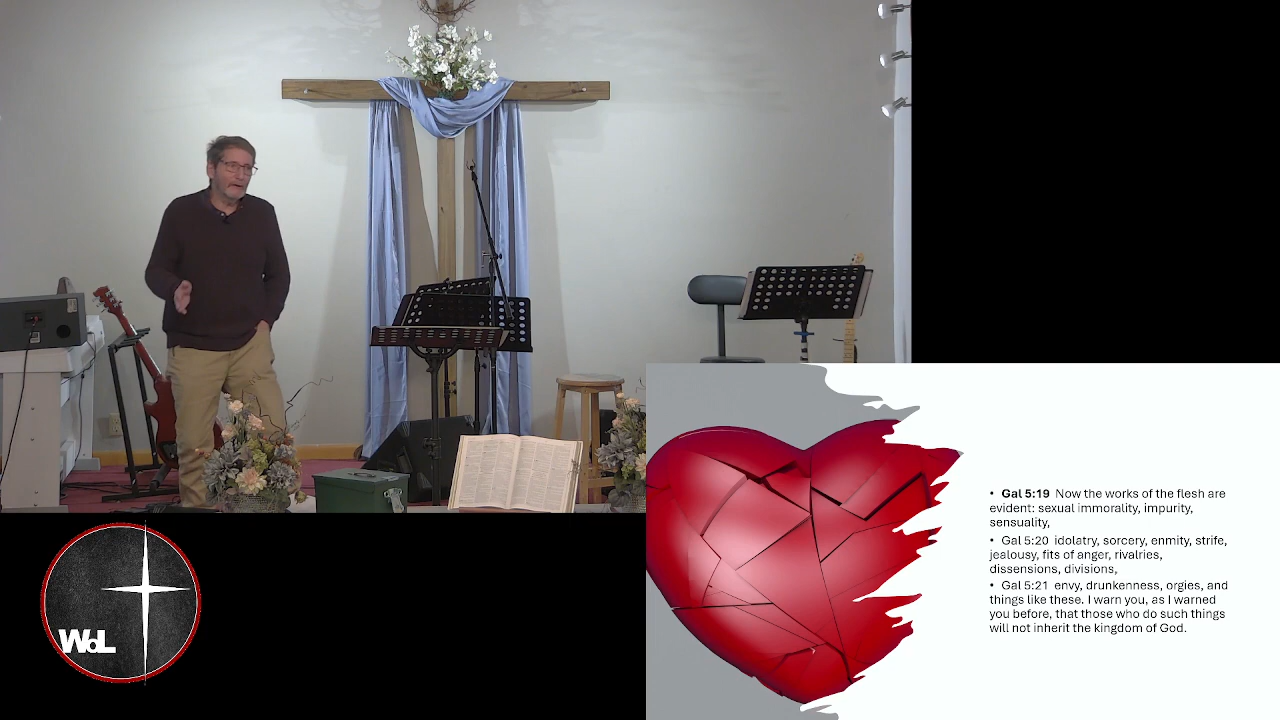 WoL
• Gal 5:19 Now the works of the flesh are
evident: sexual immorality, impurity,
sensuality,
• Gal 5:20 idolatry, sorcery, enmity, strife,
jealousy, fits of anger, rivalries,
dissensions, divisions,
• Gal 5:21 envy, drunkenness, orgies, and
things like these. I warn you, as I warned
you before, that those who do such things
will not inherit the kingdom of God.